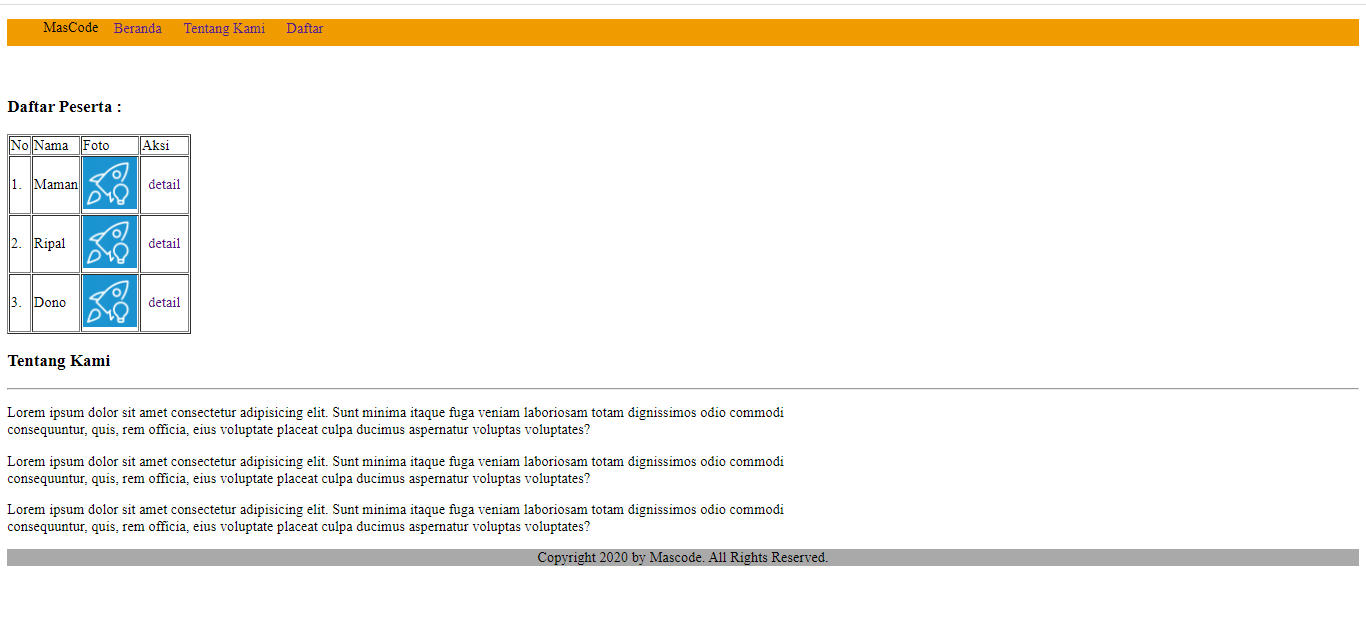 MasCode Beranda Tentang Kami Daftar
Daftar Peserta :
No Nama Foto Aksi
1. Maman detail
2. Ripal detail
3. Dono detail
Tentang Kami
Lorem ipsum dolor sit amet consectetur adipisicing elit. Sunt minima itaque fuga veniam laboriosam totam dignissimos odio commodi
consequuntur, quis, rem officia, eius voluptate placeat culpa ducimus aspernatur voluptas voluptates?
Lorem ipsum dolor sit amet consectetur adipisicing elit. Sunt minima itaque fuga veniam laboriosam totam dignissimos odio commodi
consequuntur, quis, rem officia, eius voluptate placeat culpa ducimus aspernatur voluptas voluptates?
Lorem ipsum dolor sit amet consectetur adipisicing elit. Sunt minima itaque fuga veniam laboriosam totam dignissimos odio commodi
consequuntur, quis, rem officia, eius voluptate placeat culpa ducimus aspernatur voluptas voluptates?
Copyright 2020 by Mascode. All Rights Reserved.